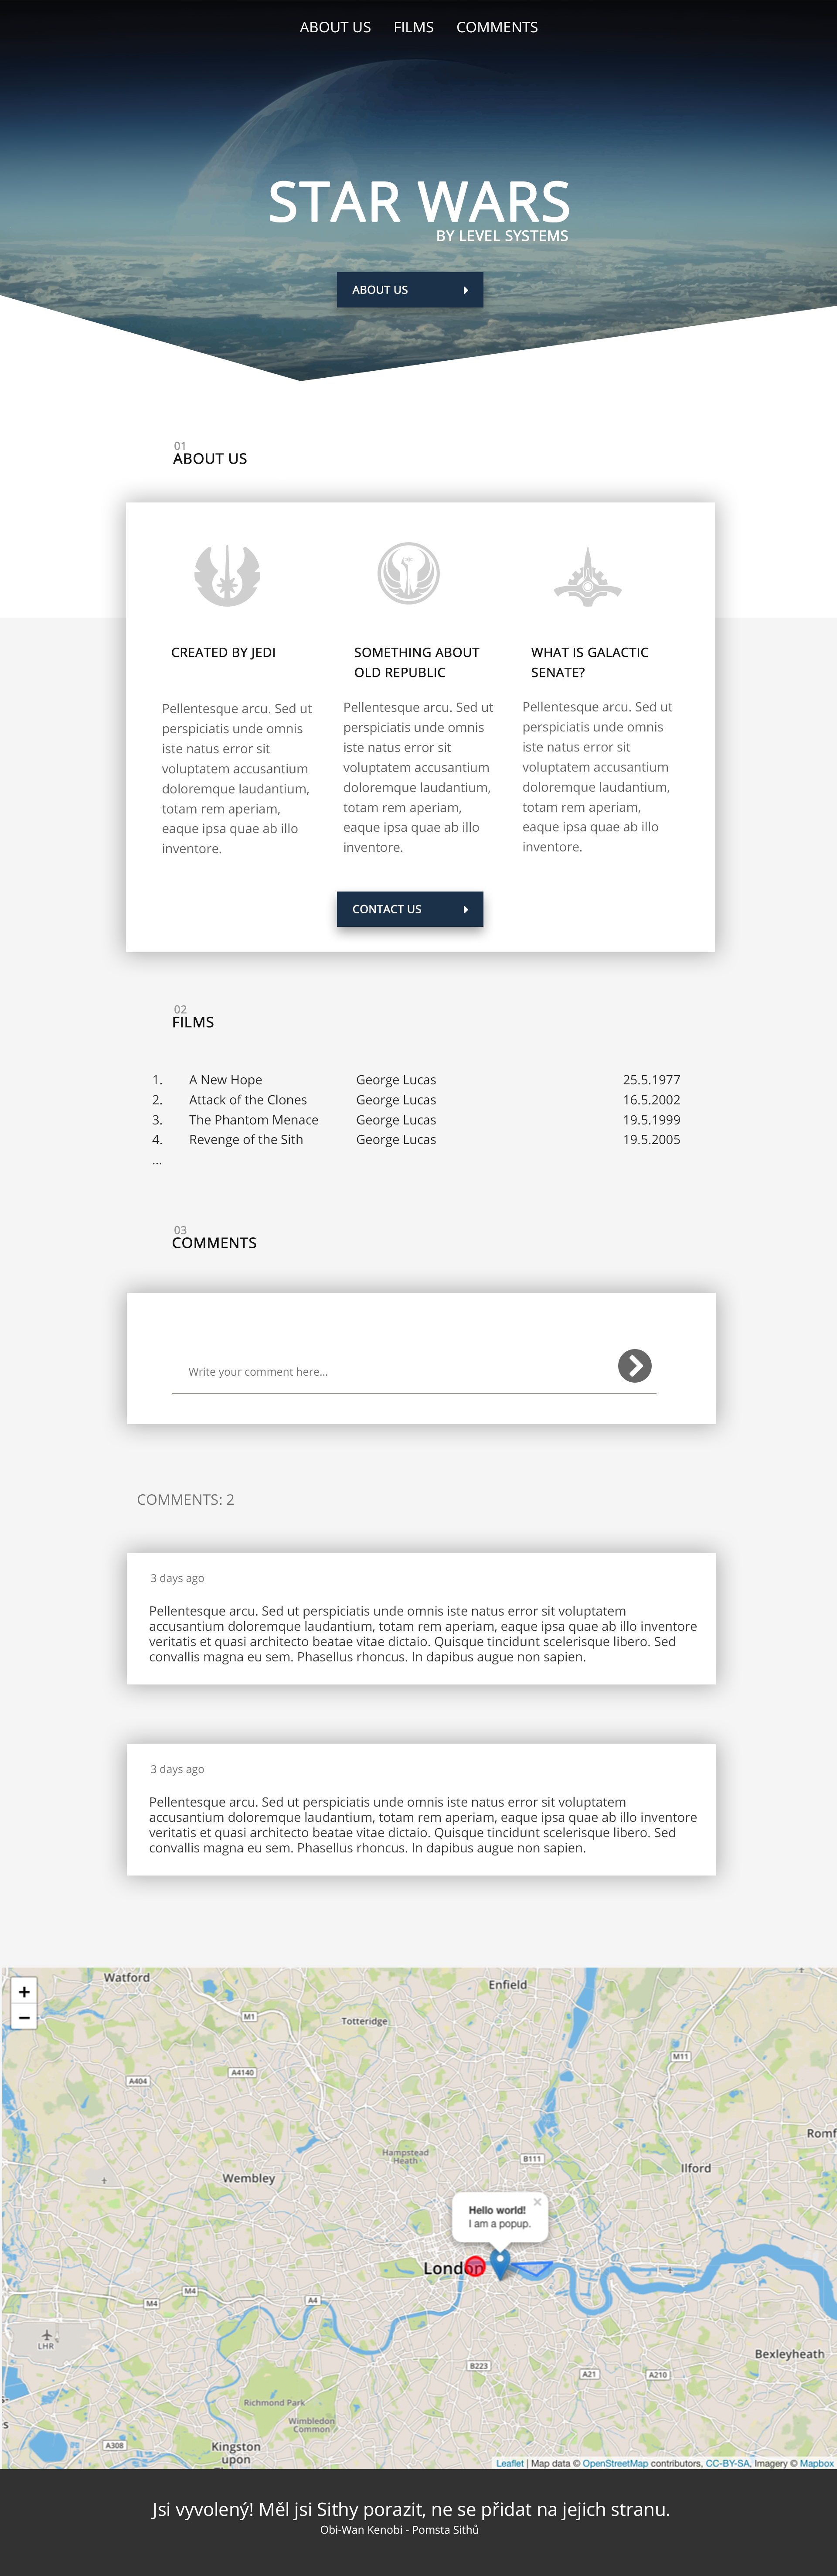 ABOUT US FILMS COMMENTS
STAR WARS
BY LEVEL SYSTEMS
ABOUT US
01
ABOUT US
CREATED BY JEDI
Pellentesque arcu. Sed ut
perspiciatis unde omnis
iste natus error sit
voluptatem accusantium
doloremque laudantium,
totam rem aperiam,
eaque ipsa quae ab illo
inventore.
SOMETHING ABOUT
OLD REPUBLIC
Pellentesque arcu. Sed ut
perspiciatis unde omnis
iste natus error sit
voluptatem accusantium
doloremque laudantium,
totam rem aperiam,
eaque ipsa quae ab illo
inventore.
WHAT IS GALACTIC
SENATE?
Pellentesque arcu. Sed ut
perspiciatis unde omnis
iste natus error sit
voluptatem accusantium
doloremque laudantium,
totam rem aperiam,
eaque ipsa quae ab illo
inventore.
CONTACT US
02
FILMS
1. A New Hope George Lucas 25.5.1977
2. Attack of the Clones George Lucas 16.5.2002
3. The Phantom Menace George Lucas 19.5.1999
4. Revenge of the Sith George Lucas 19.5.2005
...
03
COMMENTS
Write your comment here...
COMMENTS: 2
3 days ago
Pellentesque arcu. Sed ut perspiciatis unde omnis iste natus error sit voluptatem
accusantium doloremque laudantium, totam rem aperiam, eaque ipsa quae ab illo inventore
veritatis et quasi architecto beatae vitae dictaio. Quisque tincidunt scelerisque libero. Sed
convallis magna eu sem. Phasellus rhoncus. In dapibus augue non sapien.
3 days ago
Pellentesque arcu. Sed ut perspiciatis unde omnis iste natus error sit voluptatem
accusantium doloremque laudantium, totam rem aperiam, eaque ipsa quae ab illo inventore
veritatis et quasi architecto beatae vitae dictaio. Quisque tincidunt scelerisque libero. Sed
convallis magna eu sem. Phasellus rhoncus. In dapibus augue non sapien.
Watford
Enfield
+
−
M1
Totteridge
M11
A4140
A404
Romf
Hampstead
Heath
B111
Ilford
Wembley
Hello world!
I am a popup.
×
London
M4
M4
A4
LHR
Bexleyheath
B223
A21
A210
Richmond Park
Wimbledon
Common
s
A308
Kingston
upon
Leaflet | Map data © OpenStreetMap contributors, CC-BY-SA, Imagery © Mapbox
Jsi vyvolený! Měl jsi Sithy porazit, ne se přidat na jejich stranu.
Obi-Wan Kenobi - Pomsta Sithů